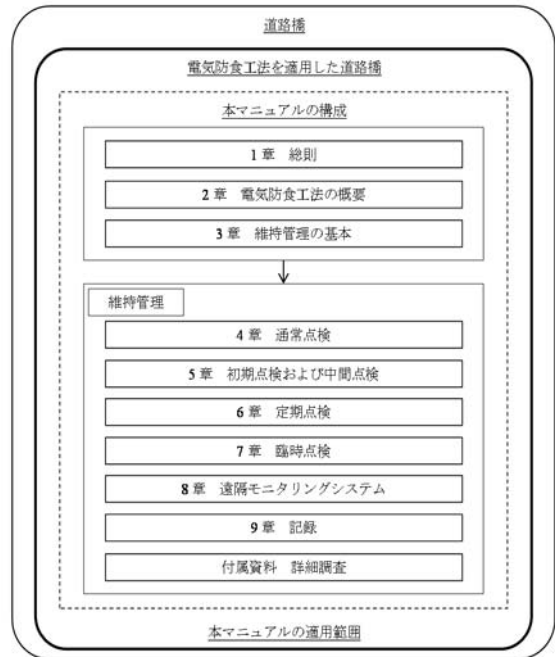 道路橋
電気防食工法を適用した道路橋
本マニュアルの構成
1章 総則
2章 電気防食工法の概要
3章 維持管理の基本
維持管理
4章 通常点検
5章 初期点検および中間点検
6章 定期点検
7章 臨時点検
8章 遠隔モニタリングシステム
9章 記録
付属資料 詳細調査
本マニュアルの適用範囲